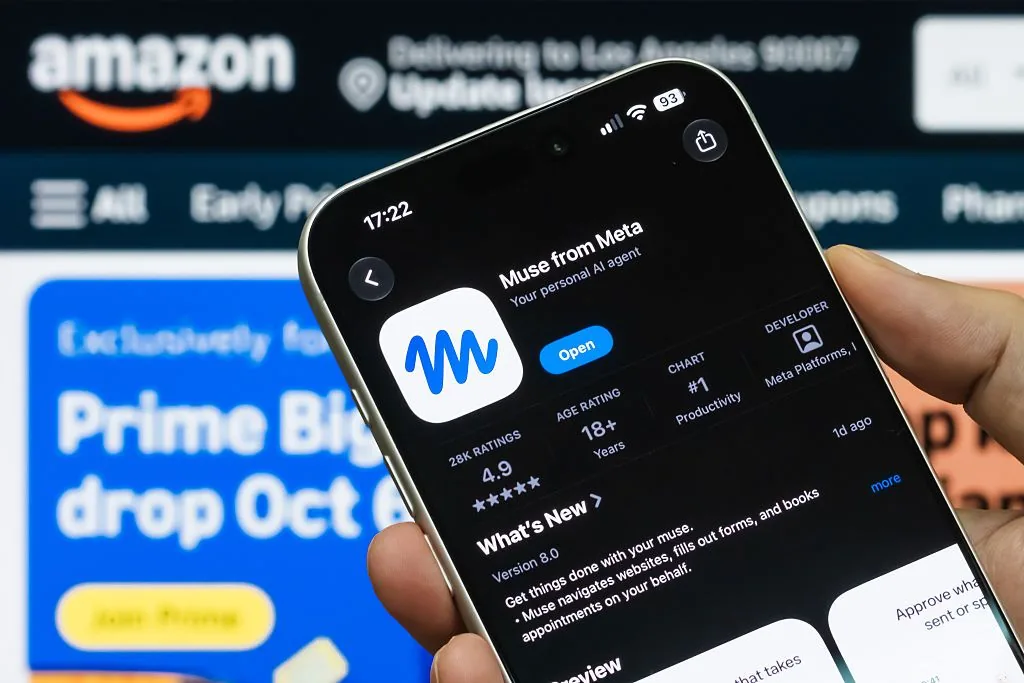 amazon
Delivering to Los Angeles 90007
Update
All
Early
Exclusively
Prime Big
drop Oct 6
Join Prime
All
17:22
93
Muse from Meta
Your personal AI agent
Open
28K RATINGS
4.9
★★★★★
AGE RATING
18+
Years
CHART
#1
Productivity
DEVELOPER
Meta Platforms, I
What's New
1d ago
Version 8.0
more
Get things done with your muse.
• Muse navigates websites, fills out forms, and books
appointments on your behalf.
Preview
that takes
Approve wha
sent or sp